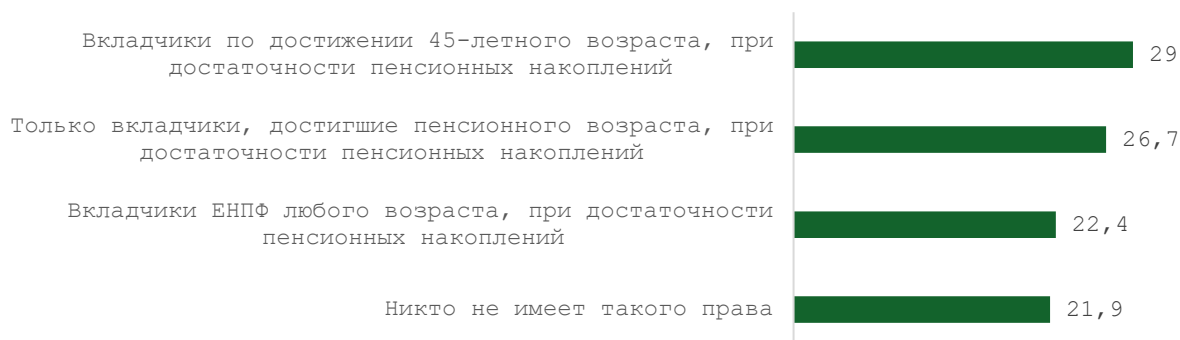 Вкладчики по достижении 45-летного возраста, при
достаточности пенсионных накоплений
29
Только вкладчики, достигшие пенсионного возраста, при
достаточности пенсионных накоплений
26,7
Вкладчики ЕНПФ любого возраста, при достаточности
пенсионных накоплений
22,4
Никто не имеет такого права
21,9